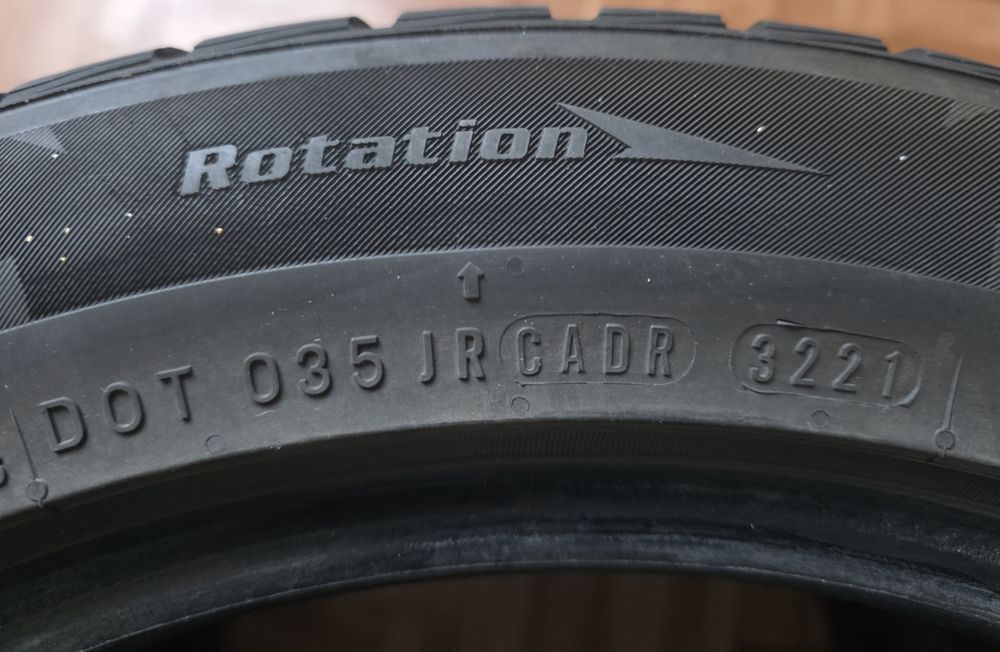 Rotation
DOT 035 JR CADR 3221